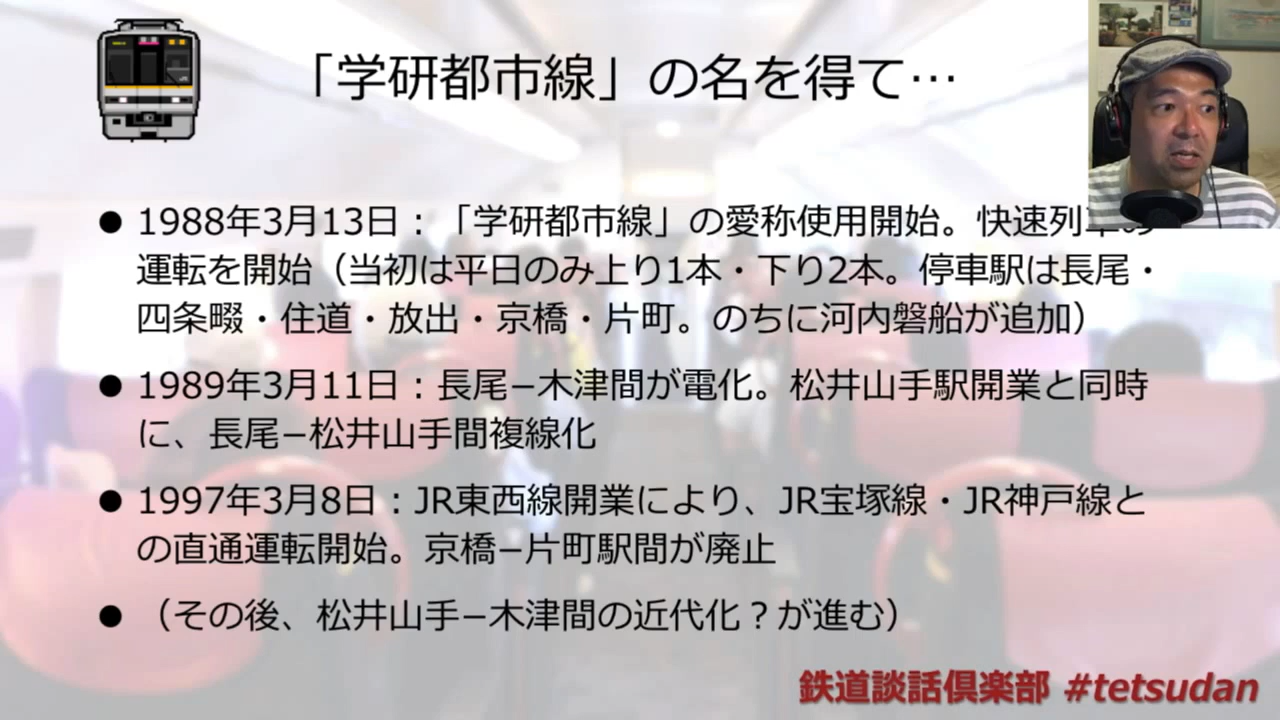 「学研都市線」の名を得て…
● 1988年3月13日：「学研都市線」の愛称使用開始。快速列車の
運転を開始（当初は平日のみ上り1本・下り2本。停車駅は長尾・
四条畷・住道・放出・京橋・片町。のちに河内磐船が追加）
● 1989年3月11日：長尾–木津間が電化。松井山手駅開業と同時
に、長尾–松井山手間複線化
● 1997年3月8日：JR東西線開業により、JR宝塚線・JR神戸線と
の直通運転開始。京橋–片町駅間が廃止
● （その後、松井山手–木津間の近代化？が進む）
鉄道談話倶楽部 #tetsudan